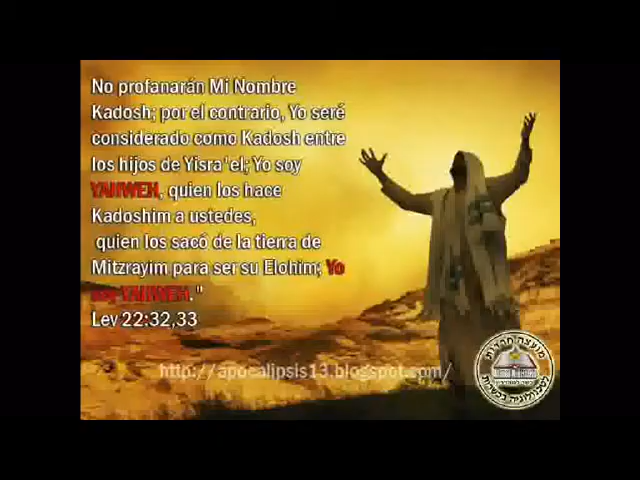 No profanarán Mi Nombre
Kadosh; por el contrario, Yo seré
considerado como Kadosh entre
los hijos de Yisra'el; Yo soy
YAHWEH, quien los hace
Kadoshim a ustedes,
quien los sacó de la tierra de
Mitzrayim para ser su Elohim; Yo
soy YAHWEH."
Lev 22:32,33
http://apocalipsis13.blogspot.com/